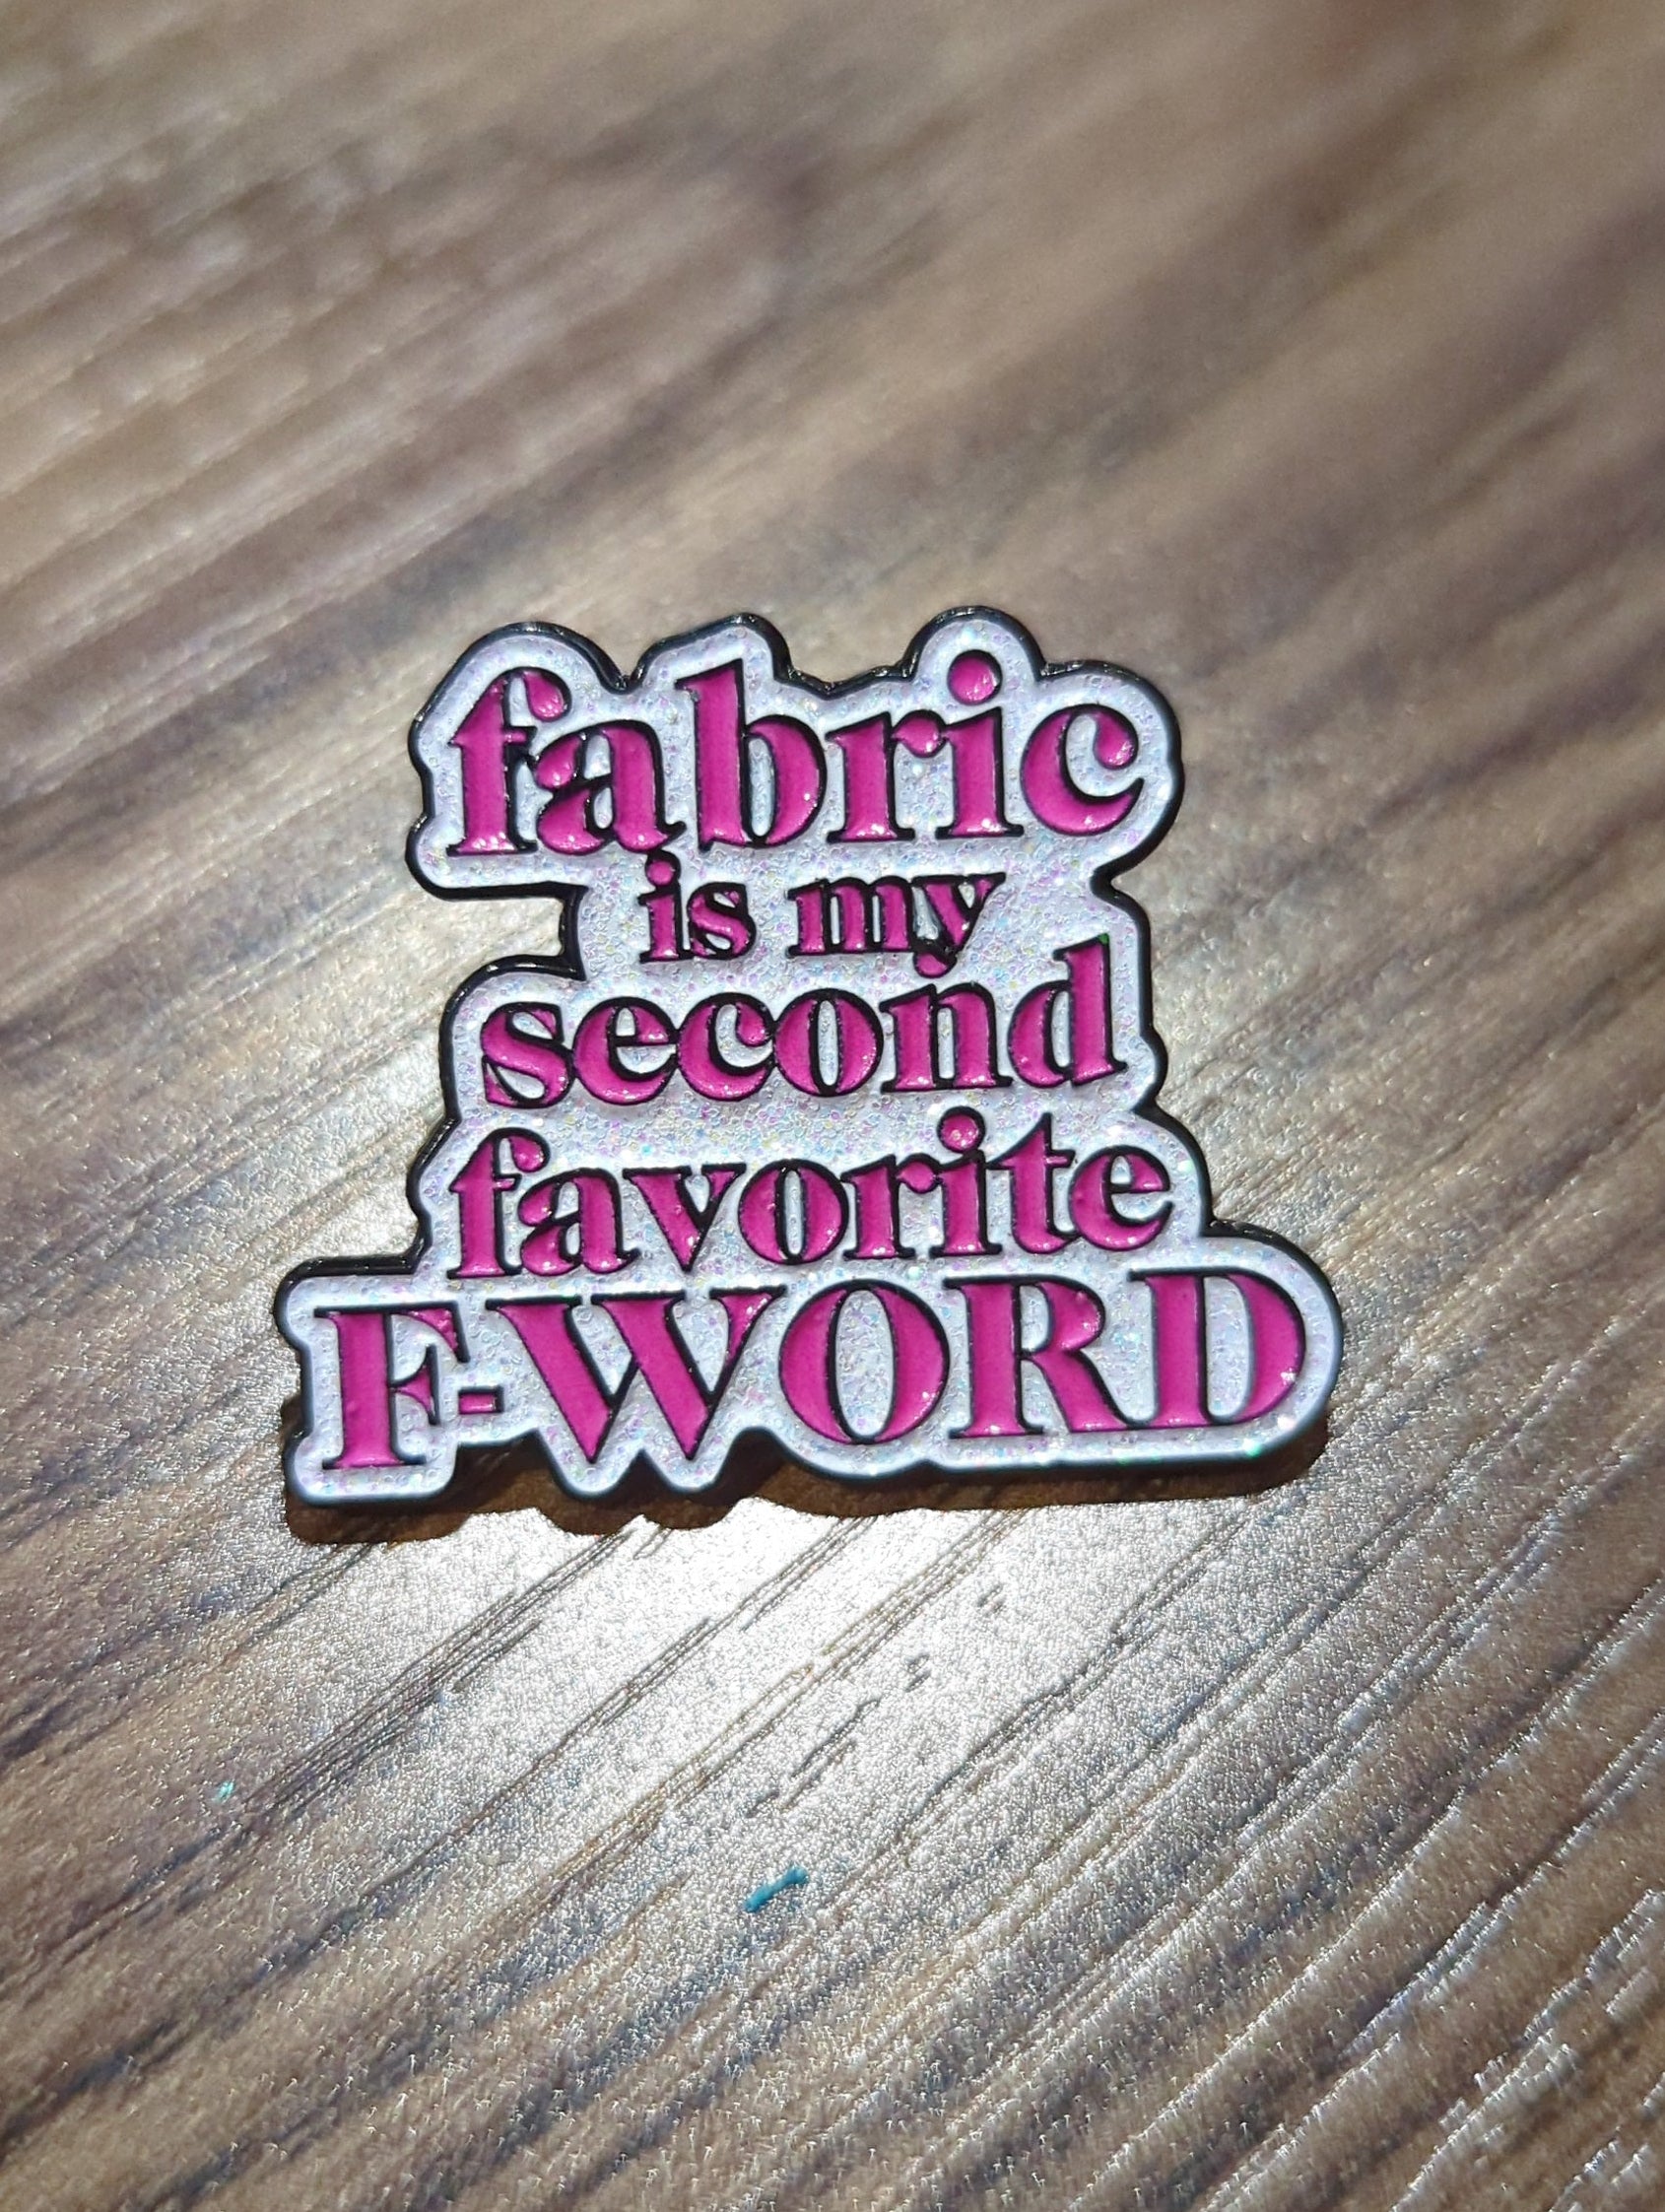 fabric
is my
second
favorite
F-WORD